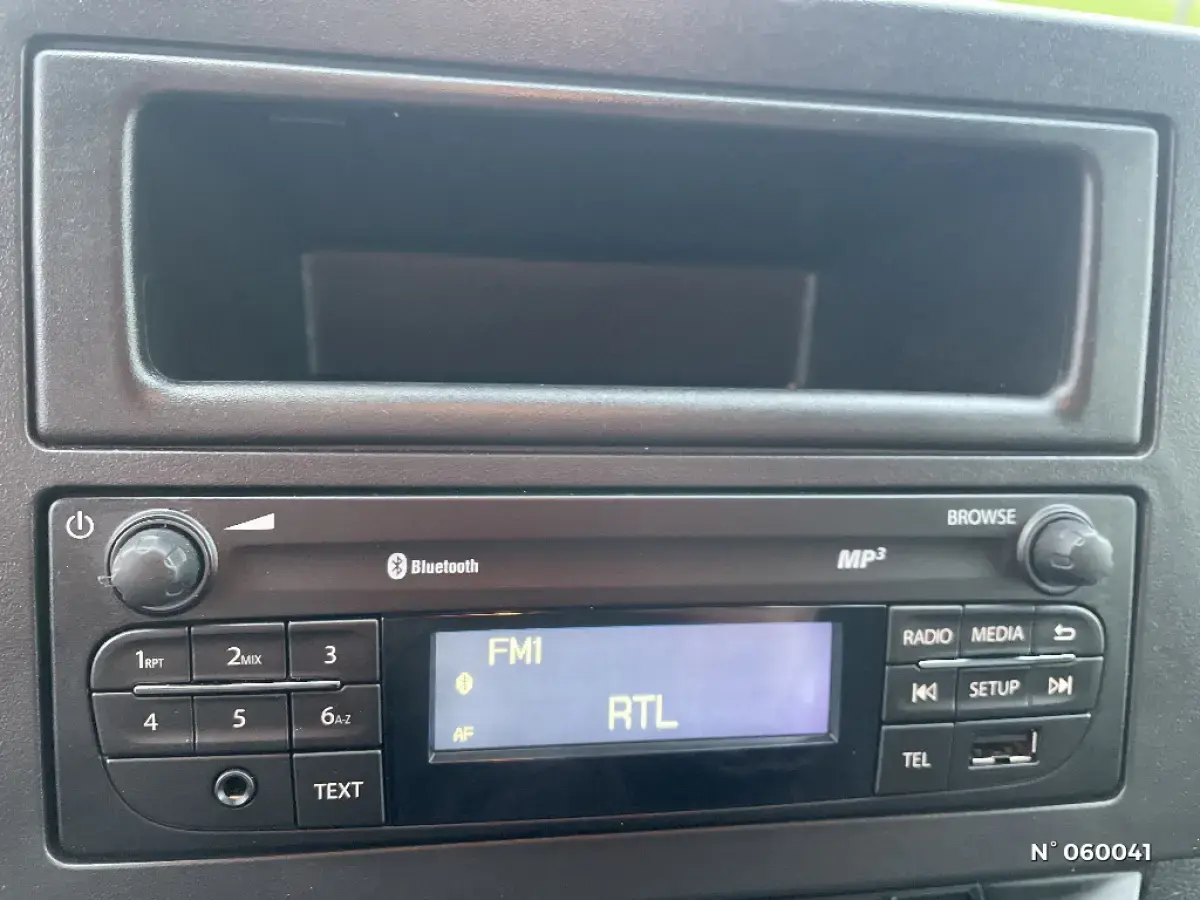 BROWSE
Bluetooth
MP3
FM1
RTL
AF
1RPT
2MIX
3
4
5
6A-Z
TEXT
RADIO
MEDIA
SETUP
TEL
N° 060041